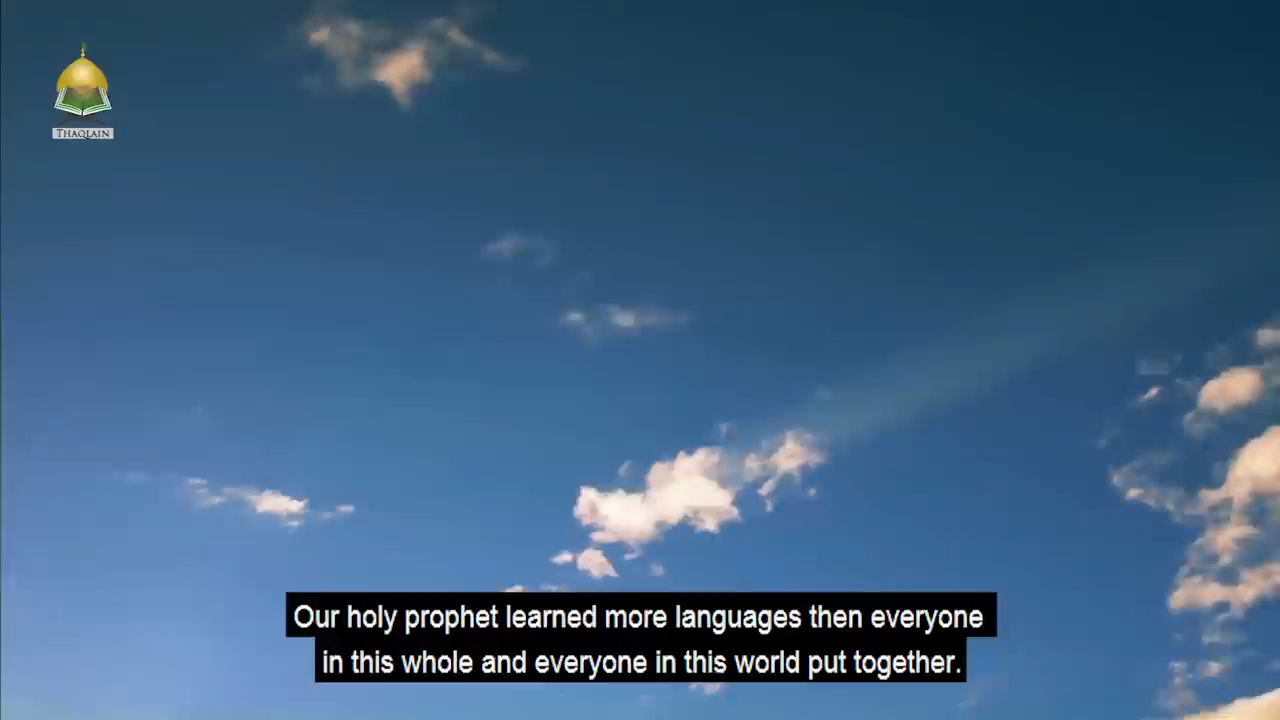 THAQLAIN
Our holy prophet learned more languages then everyone
in this whole and everyone in this world put together.